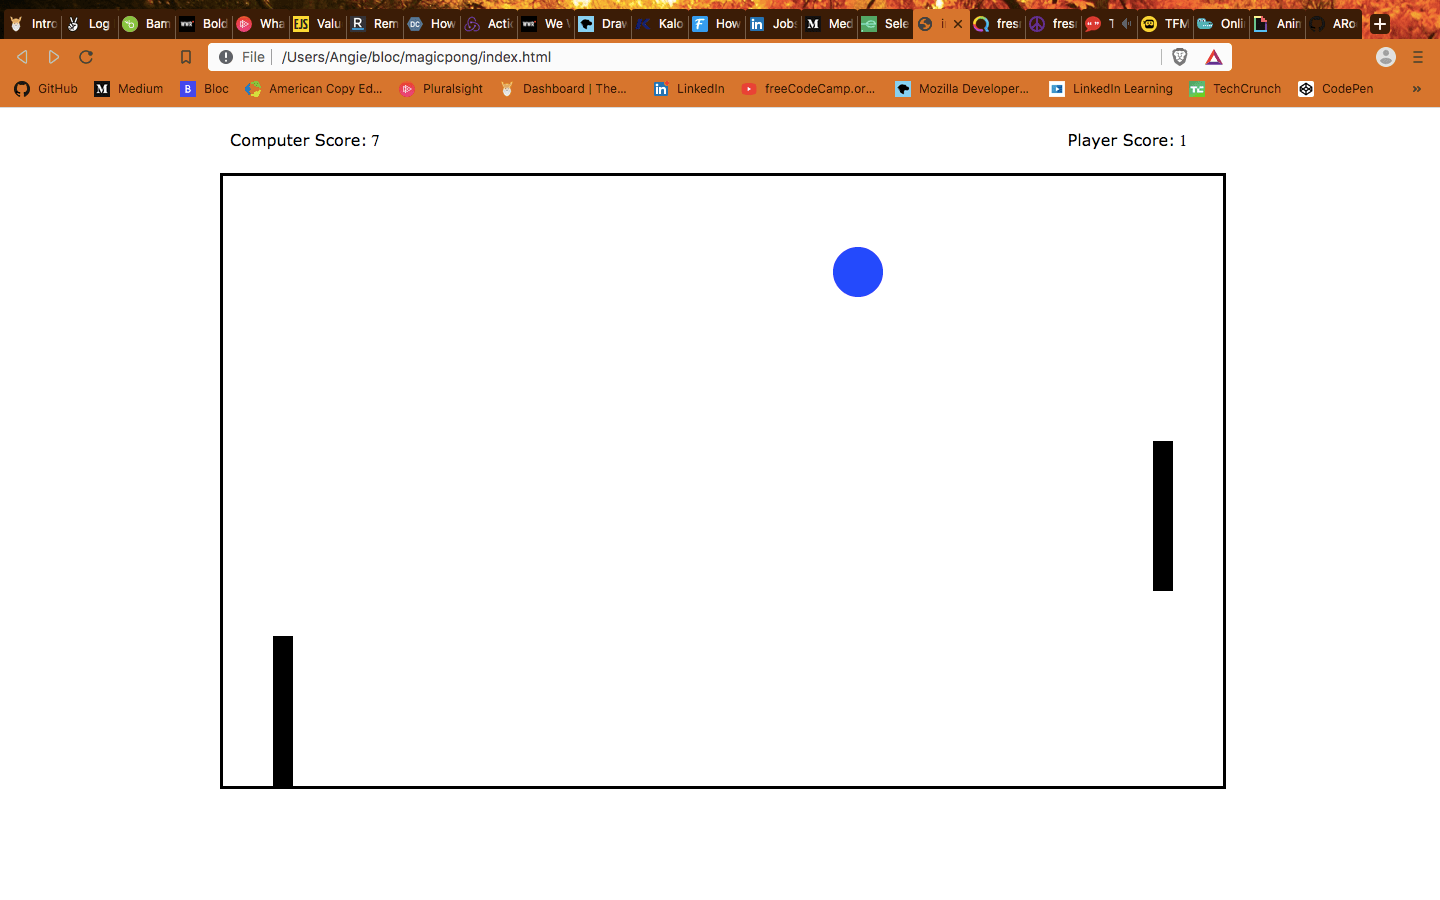 Intro Log Bam Bold Wha Valu Rem How Actio We Draw Kalo How Jobs Med Sele fres fres T TFM Onli Anin ARo
File /Users/Angie/bloc/magicpong/index.html
GitHub Medium Bloc American Copy Ed... Pluralsight Dashboard | The... LinkedIn freeCodeCamp.or... Mozilla Developer... LinkedIn Learning TechCrunch CodePen »
Computer Score: 7 Player Score: 1